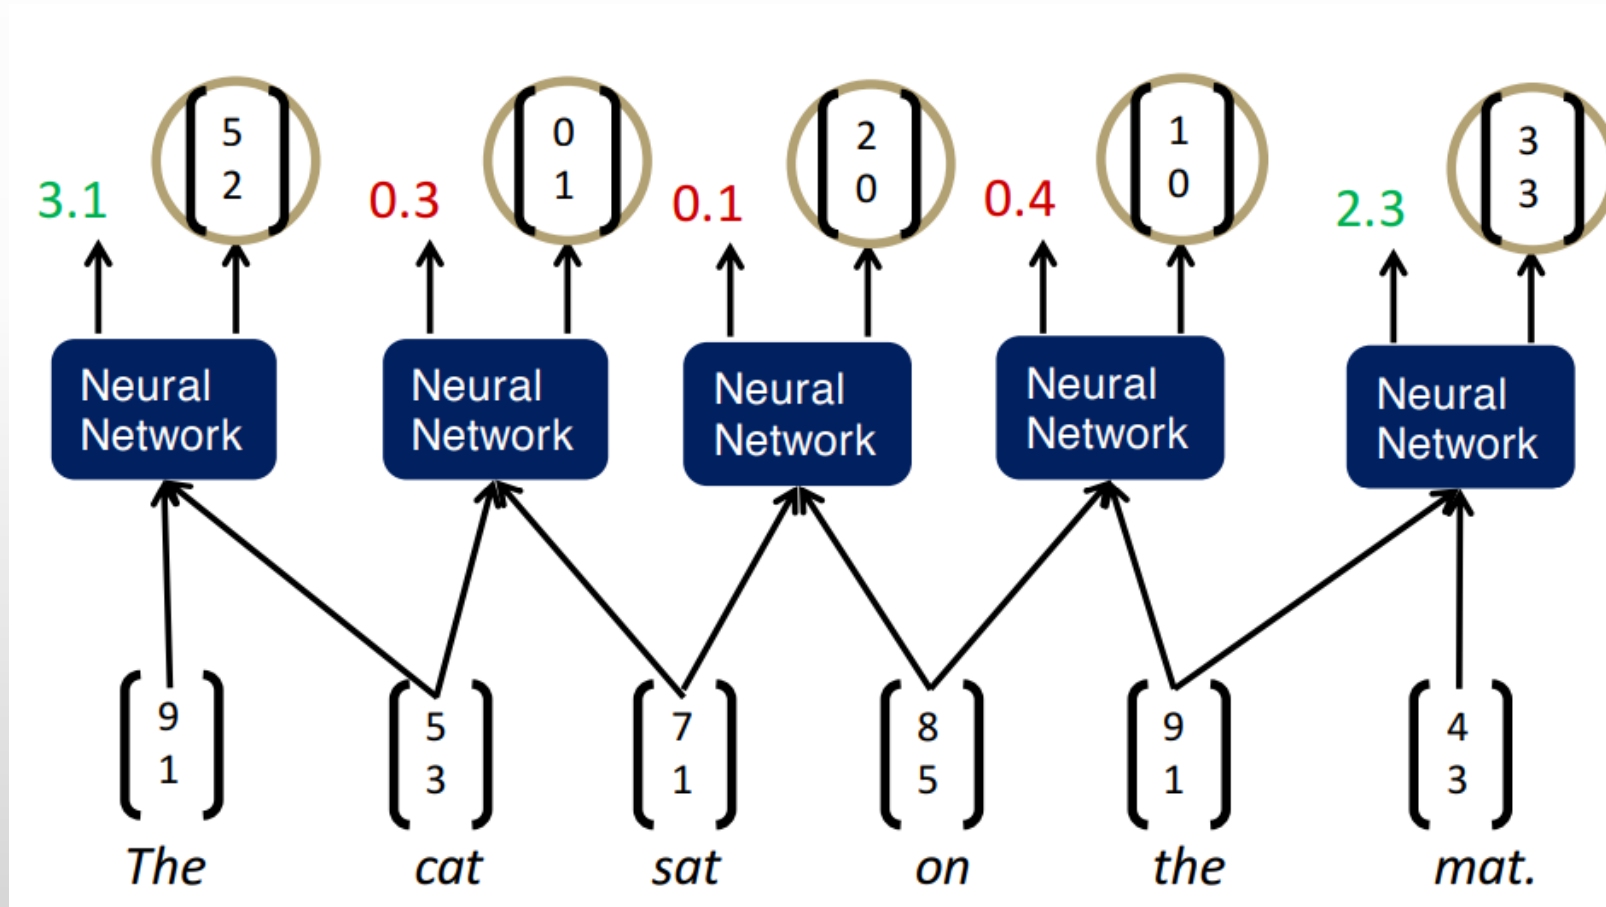 5 0 2 1 3
2 1 0 0 3
3.1 0.3 0.1 0.4 2.3
Neural Neural Neural Neural Neural
Network Network Network Network Network
9 5 7 8 9 4
1 3 1 5 1 3
The cat sat on the mat.